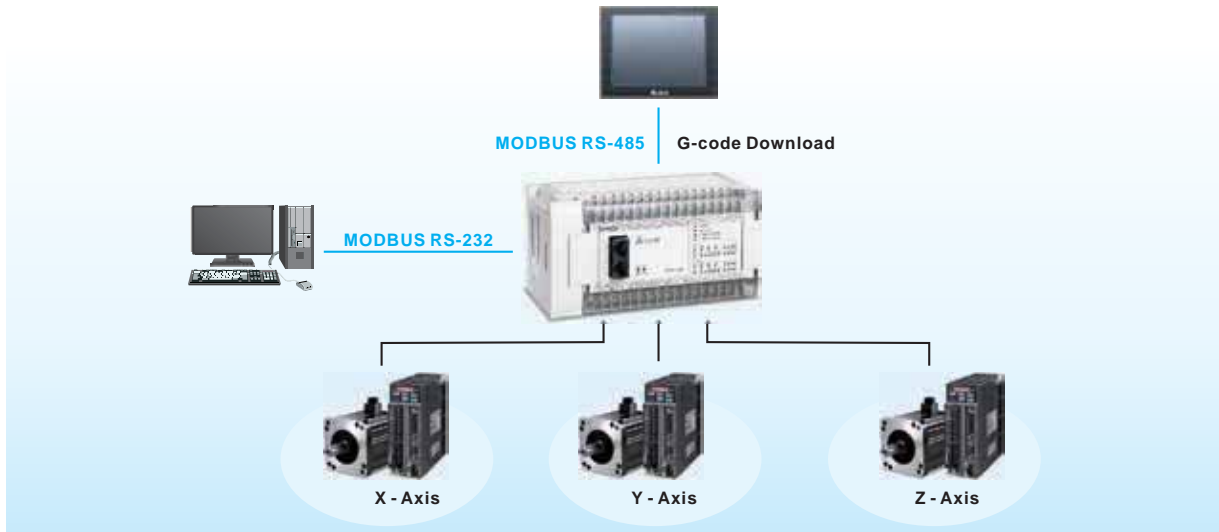 MODBUS RS-485
G-code Download
MODBUS RS-232
X - Axis
Y - Axis
Z - Axis